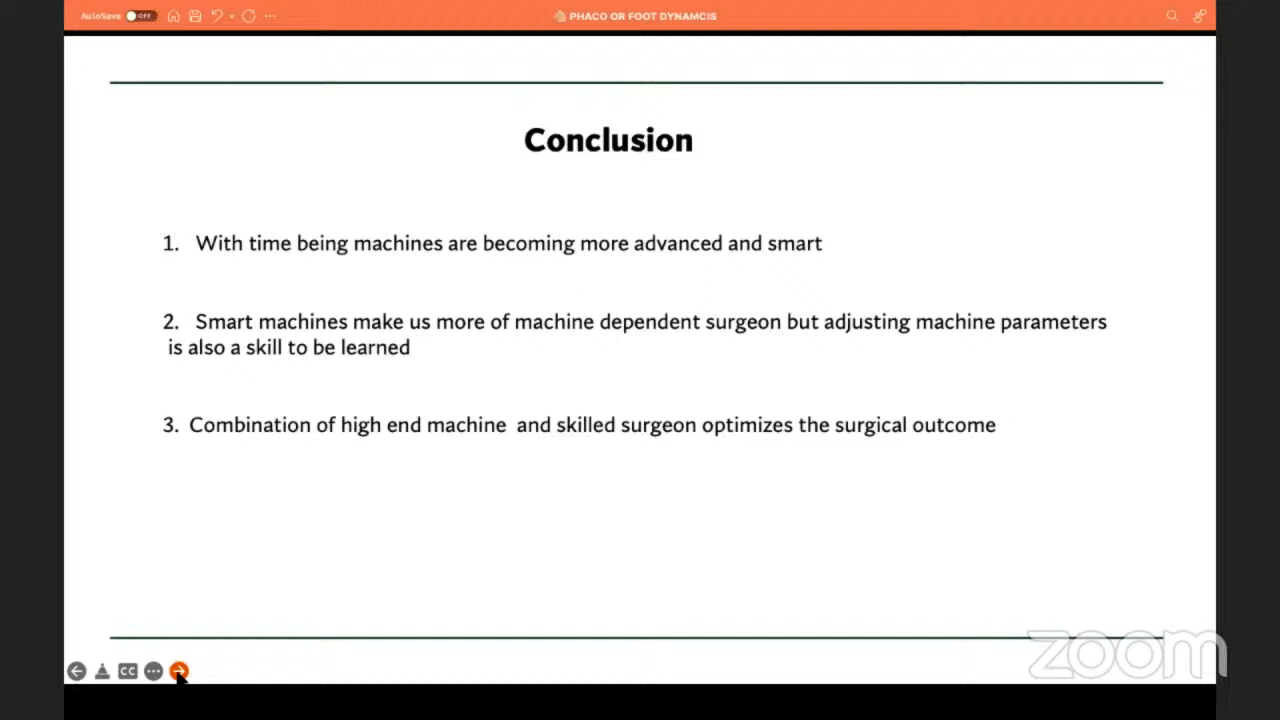 AutoSave OFF
PHACO OR FOOT DYNAMCIS
Conclusion
1. With time being machines are becoming more advanced and smart
2. Smart machines make us more of machine dependent surgeon but adjusting machine parameters
is also a skill to be learned
3. Combination of high end machine and skilled surgeon optimizes the surgical outcome
CC
zoom